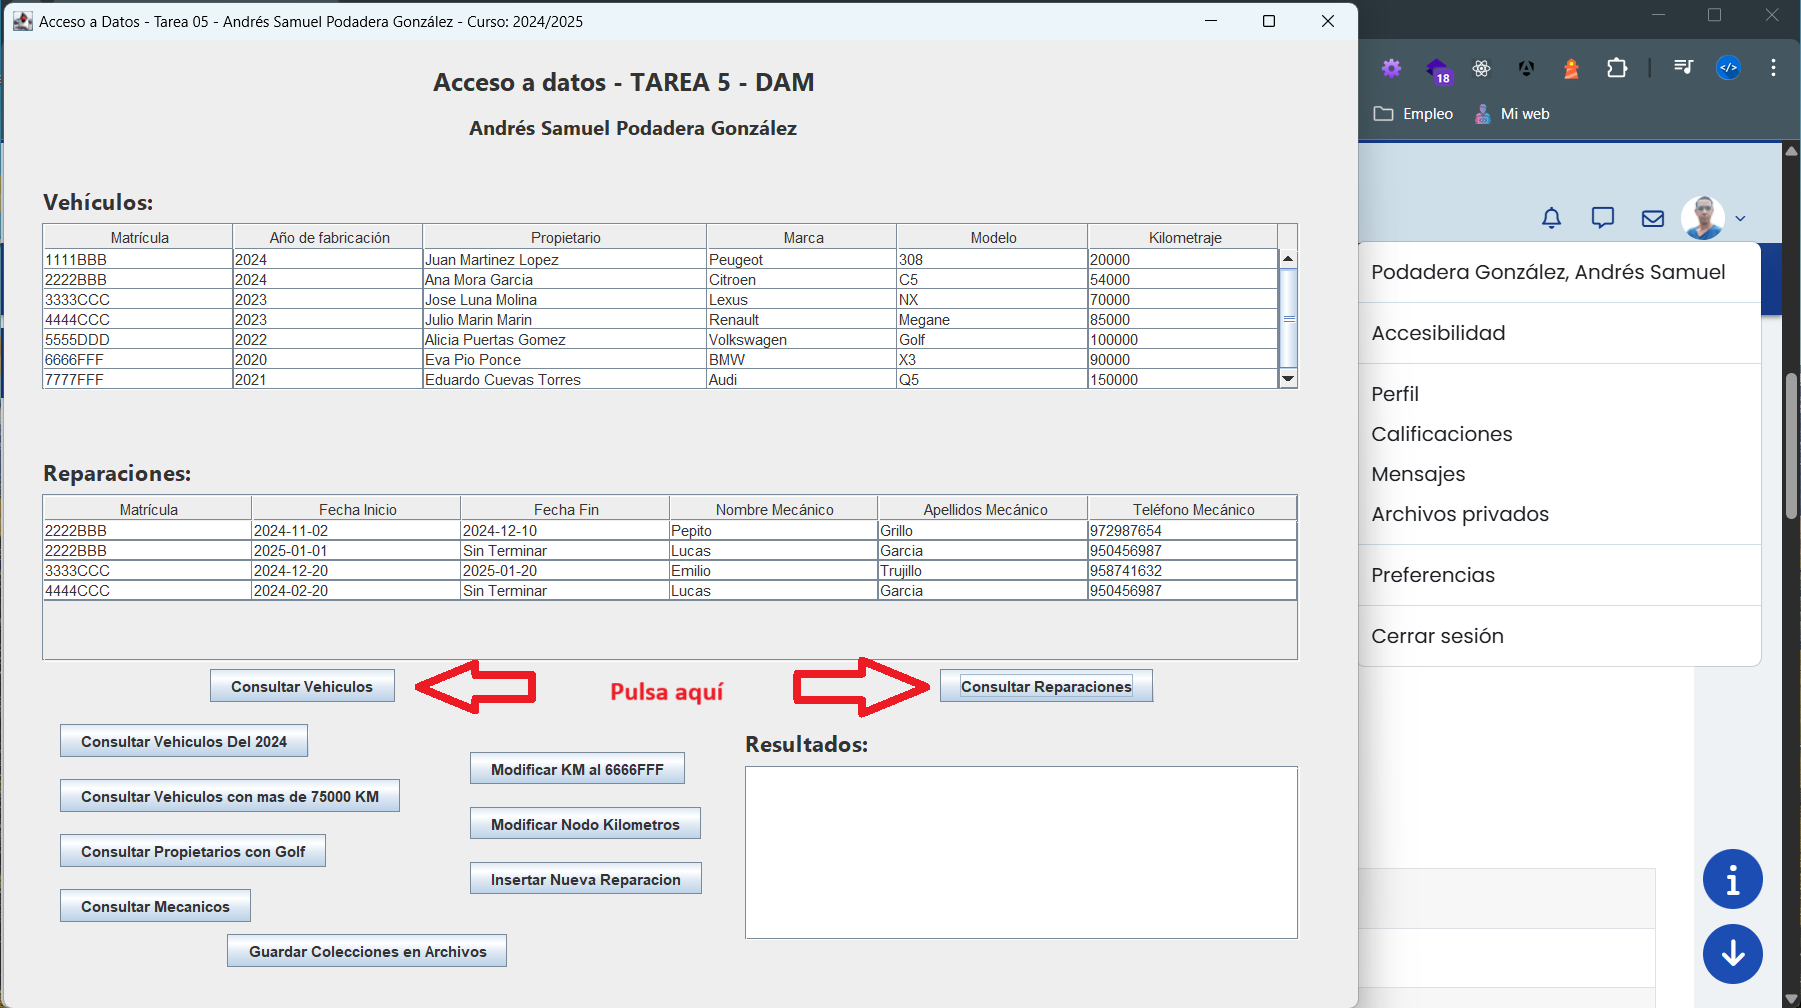 Acceso a Datos - Tarea 05 - Andrés Samuel Podadera González - Curso: 2024/2025
18
Empleo Mi web
Acceso a datos - TAREA 5 - DAM
Andrés Samuel Podadera González
Vehículos:
Matrícula Año de fabricación Propietario Marca Modelo Kilometraje
1111BBB 2024 Juan Martinez Lopez Peugeot 308 20000
2222BBB 2024 Ana Mora Garcia Citroen C5 54000
3333CCC 2023 Jose Luna Molina Lexus NX 70000
4444CCC 2023 Julio Marin Marin Renault Megane 85000
5555DDD 2022 Alicia Puertas Gomez Volkswagen Golf 100000
6666FFF 2020 Eva Pio Ponce BMW X3 90000
7777FFF 2021 Eduardo Cuevas Torres Audi Q5 150000
Reparaciones:
Matrícula Fecha Inicio Fecha Fin Nombre Mecánico Apellidos Mecánico Teléfono Mecánico
2222BBB 2024-11-02 2024-12-10 Pepito Grillo 972987654
2222BBB 2025-01-01 Sin Terminar Lucas Garcia 950456987
3333CCC 2024-12-20 2025-01-20 Emilio Trujillo 958741632
4444CCC 2024-02-20 Sin Terminar Lucas Garcia 950456987
Consultar Vehiculos Pulsa aquí Consultar Reparaciones
Consultar Vehiculos Del 2024
Consultar Vehiculos con mas de 75000 KM
Consultar Propietarios con Golf
Consultar Mecanicos
Guardar Colecciones en Archivos
Modificar KM al 6666FFF
Modificar Nodo Kilometros
Insertar Nueva Reparacion
Resultados:
Podadera González, Andrés Samuel
Accesibilidad
Perfil
Calificaciones
Mensajes
Archivos privados
Preferencias
Cerrar sesión